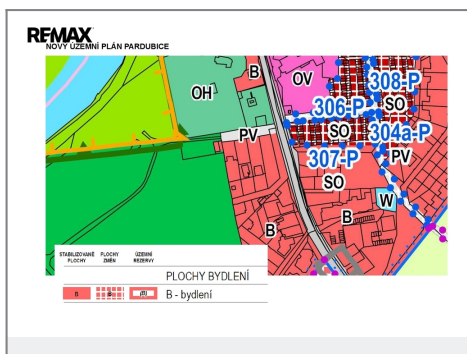 RE/MAX
NOVÝ ÚZEMNÍ PLÁN PARDUBICE
B
OV
308-P
OH
306-P
SO
PV
SO
304a-P
307-P
PV
SO
W
B
B
STABILIZOVANÉ PLOCHY
PLOCHY ZMĚN
ÚZEMNÍ REZERVY
PLOCHY BYDLENÍ
B
B
B - bydlení